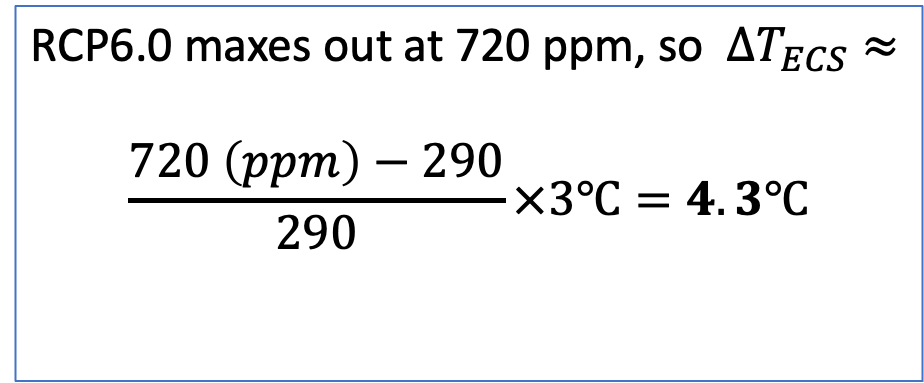 RCP6.0 maxes out at 720 ppm, so ΔT_ECS ≈
720 (ppm) − 290
×3°C = 4.3°C
290